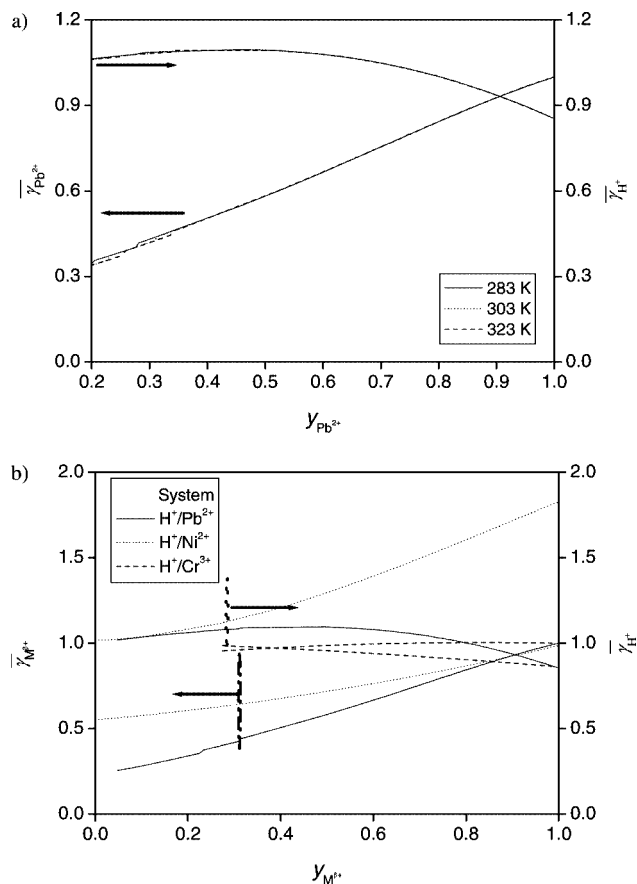 a)
1.2
0.9
0.6
0.3
0.0
γ̅Pb²⁺
1.2
0.9
0.6
0.3
0.0
γ̅H⁺
283 K
303 K
323 K
0.2 0.3 0.4 0.5 0.6 0.7 0.8 0.9 1.0
yPb²⁺
b)
2.0
1.5
1.0
0.5
0.0
γ̅Mᵝ⁺
2.0
1.5
1.0
0.5
0.0
γ̅H⁺
System
H⁺/Pb²⁺
H⁺/Ni²⁺
H⁺/Cr³⁺
0.0 0.2 0.4 0.6 0.8 1.0
yMᵝ⁺